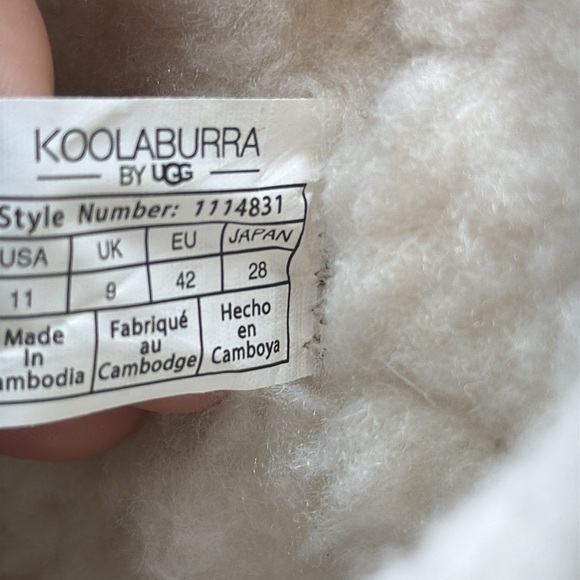 KOOLABURRA
BY UGG
Style Number: 1114831
USA UK EU JAPAN
11 9 42 28
Made In Cambodia
Fabriqué au Cambodge
Hecho en Camboya